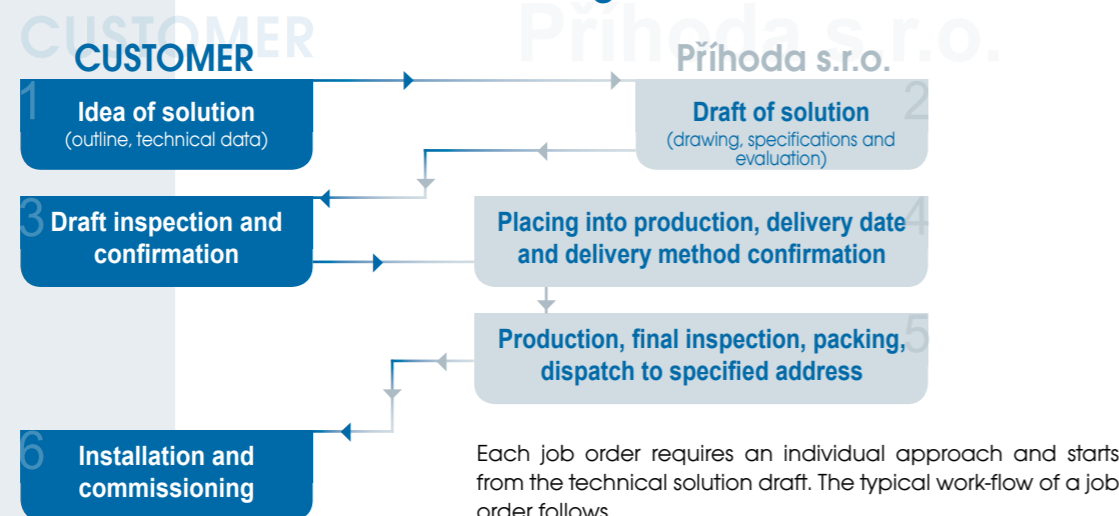 CUSTOMER
Příhoda s.r.o.
CUSTOMER
Příhoda s.r.o.
1
Idea of solution
(outline, technical data)
2
Draft of solution
(drawing, specifications and
evaluation)
3
Draft inspection and
confirmation
4
Placing into production, delivery date
and delivery method confirmation
5
Production, final inspection, packing,
dispatch to specified address
6
Installation and
commissioning
Each job order requires an individual approach and starts
from the technical solution draft. The typical work-flow of a job
order follows